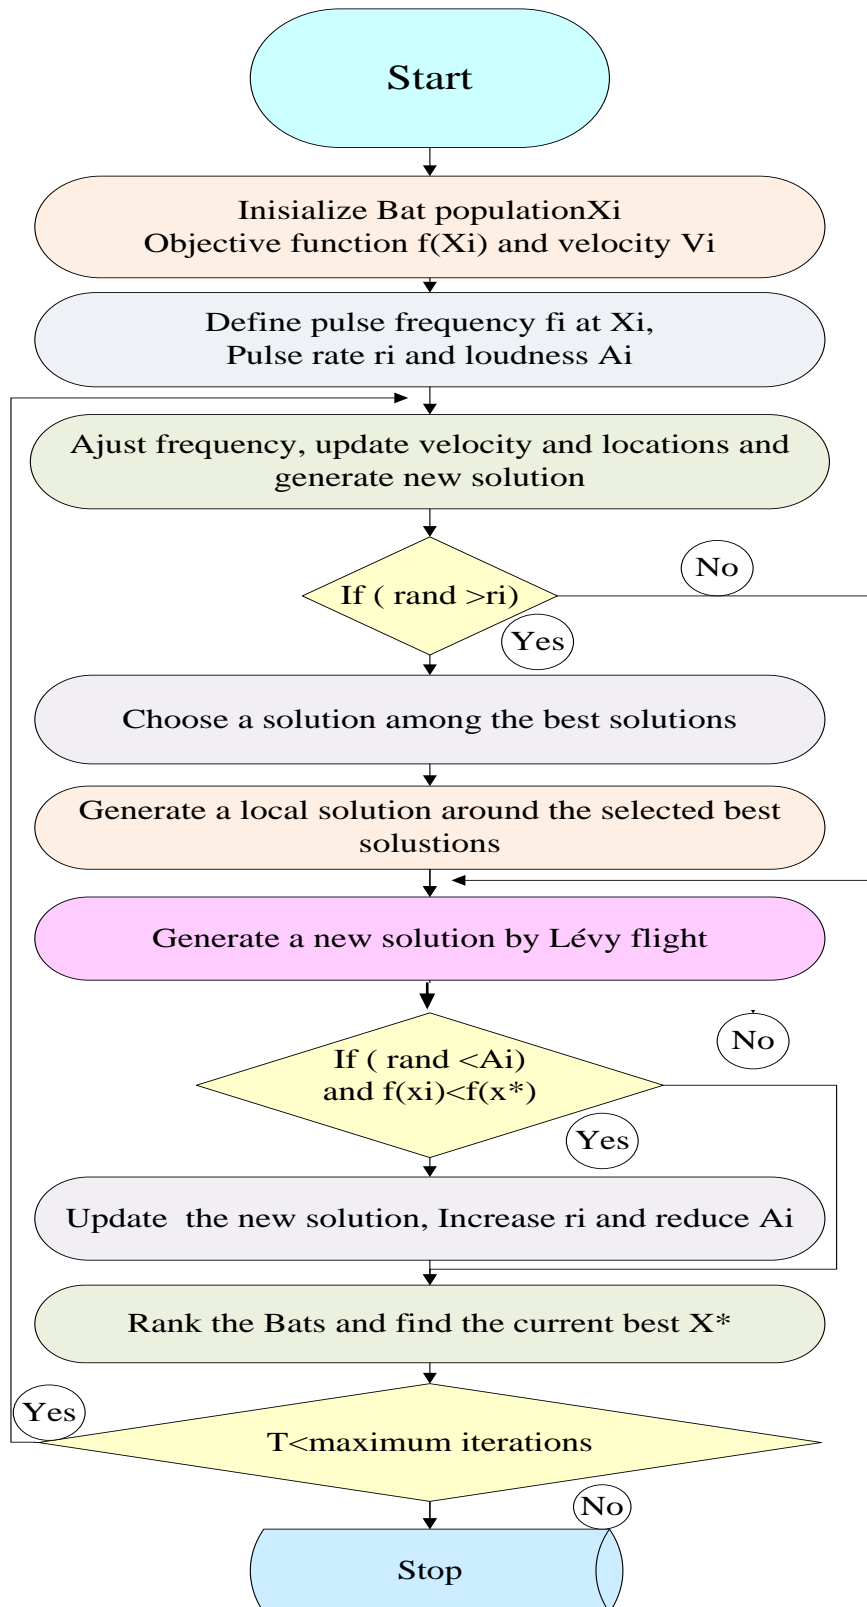 Start
Inisialize Bat populationXi
Objective function f(Xi) and velocity Vi
Define pulse frequency fi at Xi,
Pulse rate ri and loudness Ai
Ajust frequency, update velocity and locations and
generate new solution
If ( rand >ri)
No
Yes
Choose a solution among the best solutions
Generate a local solution around the selected best
solustions
Generate a new solution by Lévy flight
If ( rand <Ai)
and f(xi)<f(x*)
No
Yes
Update the new solution, Increase ri and reduce Ai
Rank the Bats and find the current best X*
Yes
T<maximum iterations
No
Stop